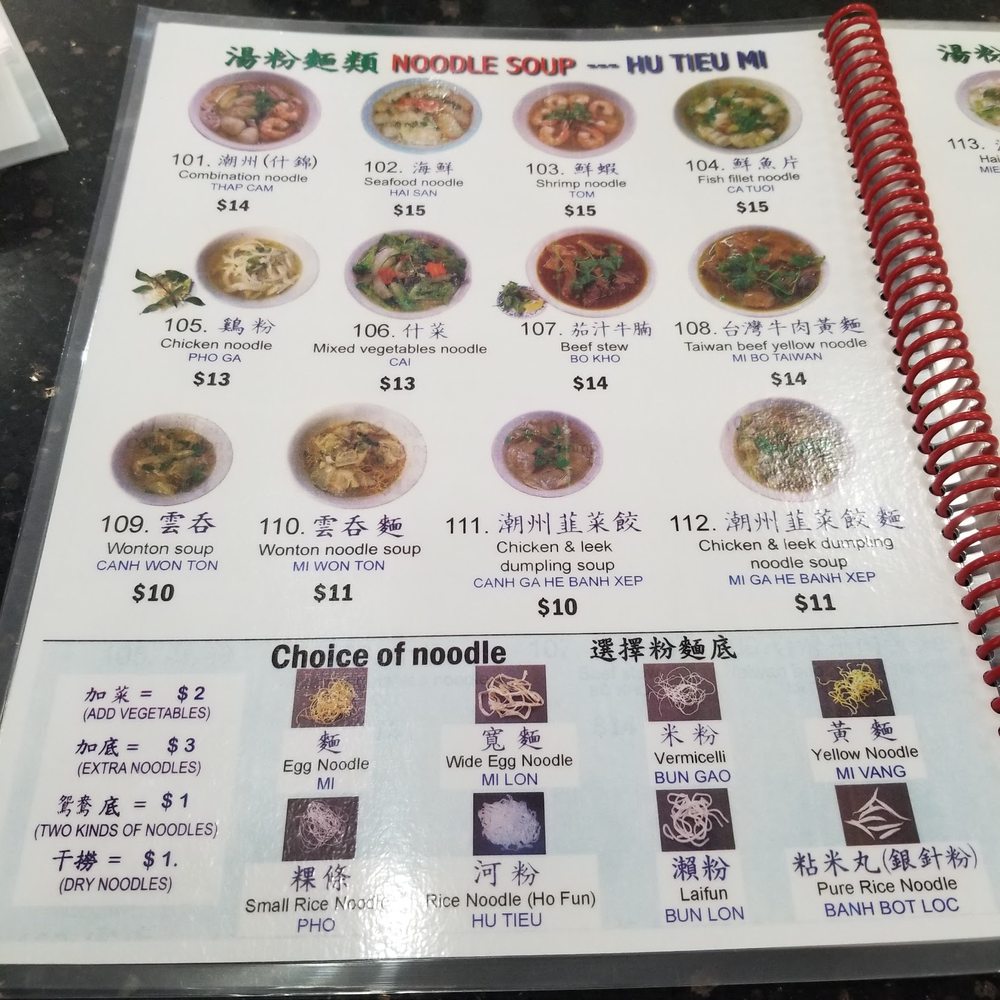 湯粉麵類 NOODLE SOUP --- HU TIEU MI
101. 潮州(什錦)
Combination noodle
THAP CAM
$14
102. 海鮮
Seafood noodle
HAI SAN
$15
103. 鮮蝦
Shrimp noodle
TOM
$15
104. 鮮魚片
Fish fillet noodle
CA TUOI
$15
105. 鷄粉
Chicken noodle
PHO GA
$13
106. 什菜
Mixed vegetables noodle
CAI
$13
107. 茄汁牛腩
Beef stew
BO KHO
$14
108. 台灣牛肉黃麵
Taiwan beef yellow noodle
MI BO TAIWAN
$14
109. 雲吞
Wonton soup
CANH WON TON
$10
110. 雲吞麵
Wonton noodle soup
MI WON TON
$11
111. 潮州韮菜餃
Chicken & leek
dumpling soup
CANH GA HE BANH XEP
$10
112. 潮州韮菜餃麵
Chicken & leek dumpling
noodle soup
MI GA HE BANH XEP
$11
Choice of noodle 選擇粉麵底
加菜 = $2
(ADD VEGETABLES)
加底 = $3
(EXTRA NOODLES)
鴛鴦底 = $1
(TWO KINDS OF NOODLES)
干撈 = $1.
(DRY NOODLES)
麵
Egg Noodle
MI
寬麵
Wide Egg Noodle
MI LON
米粉
Vermicelli
BUN GAO
黃麵
Yellow Noodle
MI VANG
粿條
Small Rice Noodle
PHO
河粉
Rice Noodle (Ho Fun)
HU TIEU
瀨粉
Laifun
BUN LON
粘米丸(銀針粉)
Pure Rice Noodle
BANH BOT LOC
湯粉
113.
Ha
MIE